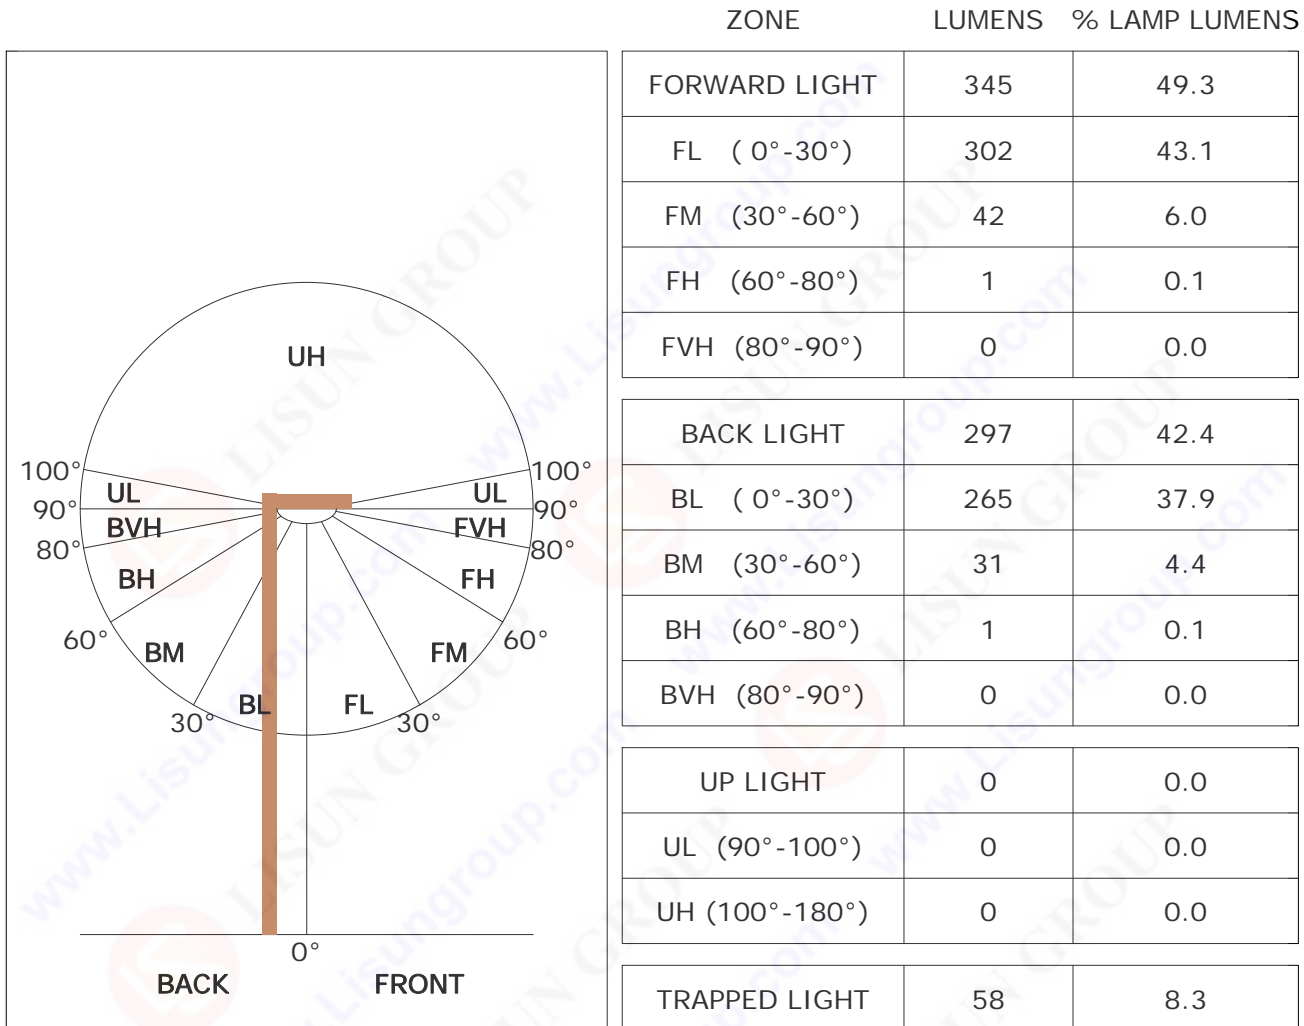 ZONE LUMENS % LAMP LUMENS
FORWARD LIGHT 345 49.3
FL ( 0°-30°) 302 43.1
FM (30°-60°) 42 6.0
FH (60°-80°) 1 0.1
FVH (80°-90°) 0 0.0
BACK LIGHT 297 42.4
BL ( 0°-30°) 265 37.9
BM (30°-60°) 31 4.4
BH (60°-80°) 1 0.1
BVH (80°-90°) 0 0.0
UP LIGHT 0 0.0
UL (90°-100°) 0 0.0
UH (100°-180°) 0 0.0
TRAPPED LIGHT 58 8.3
UH
100° 100°
UL UL
90° 90°
BVH FVH
80° 80°
BH FH
60° 60°
BM FM
BL FL
30° 30°
0°
BACK FRONT
LISUN GROUP
www.Lisungroup.com